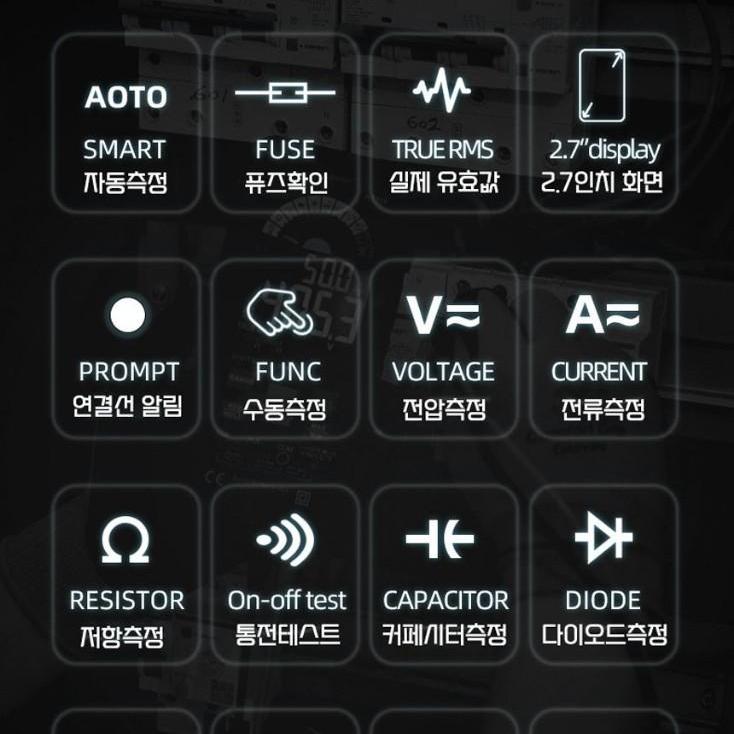 AOTO
SMART
자동측정
FUSE
퓨즈확인
TRUE RMS
실제 유효값
2.7"display
2.7인치 화면
PROMPT
연결선 알림
FUNC
수동측정
V
VOLTAGE
전압측정
A
CURRENT
전류측정
Ω
RESISTOR
저항측정
On-off test
통전테스트
CAPACITOR
커페시터측정
DIODE
다이오드측정